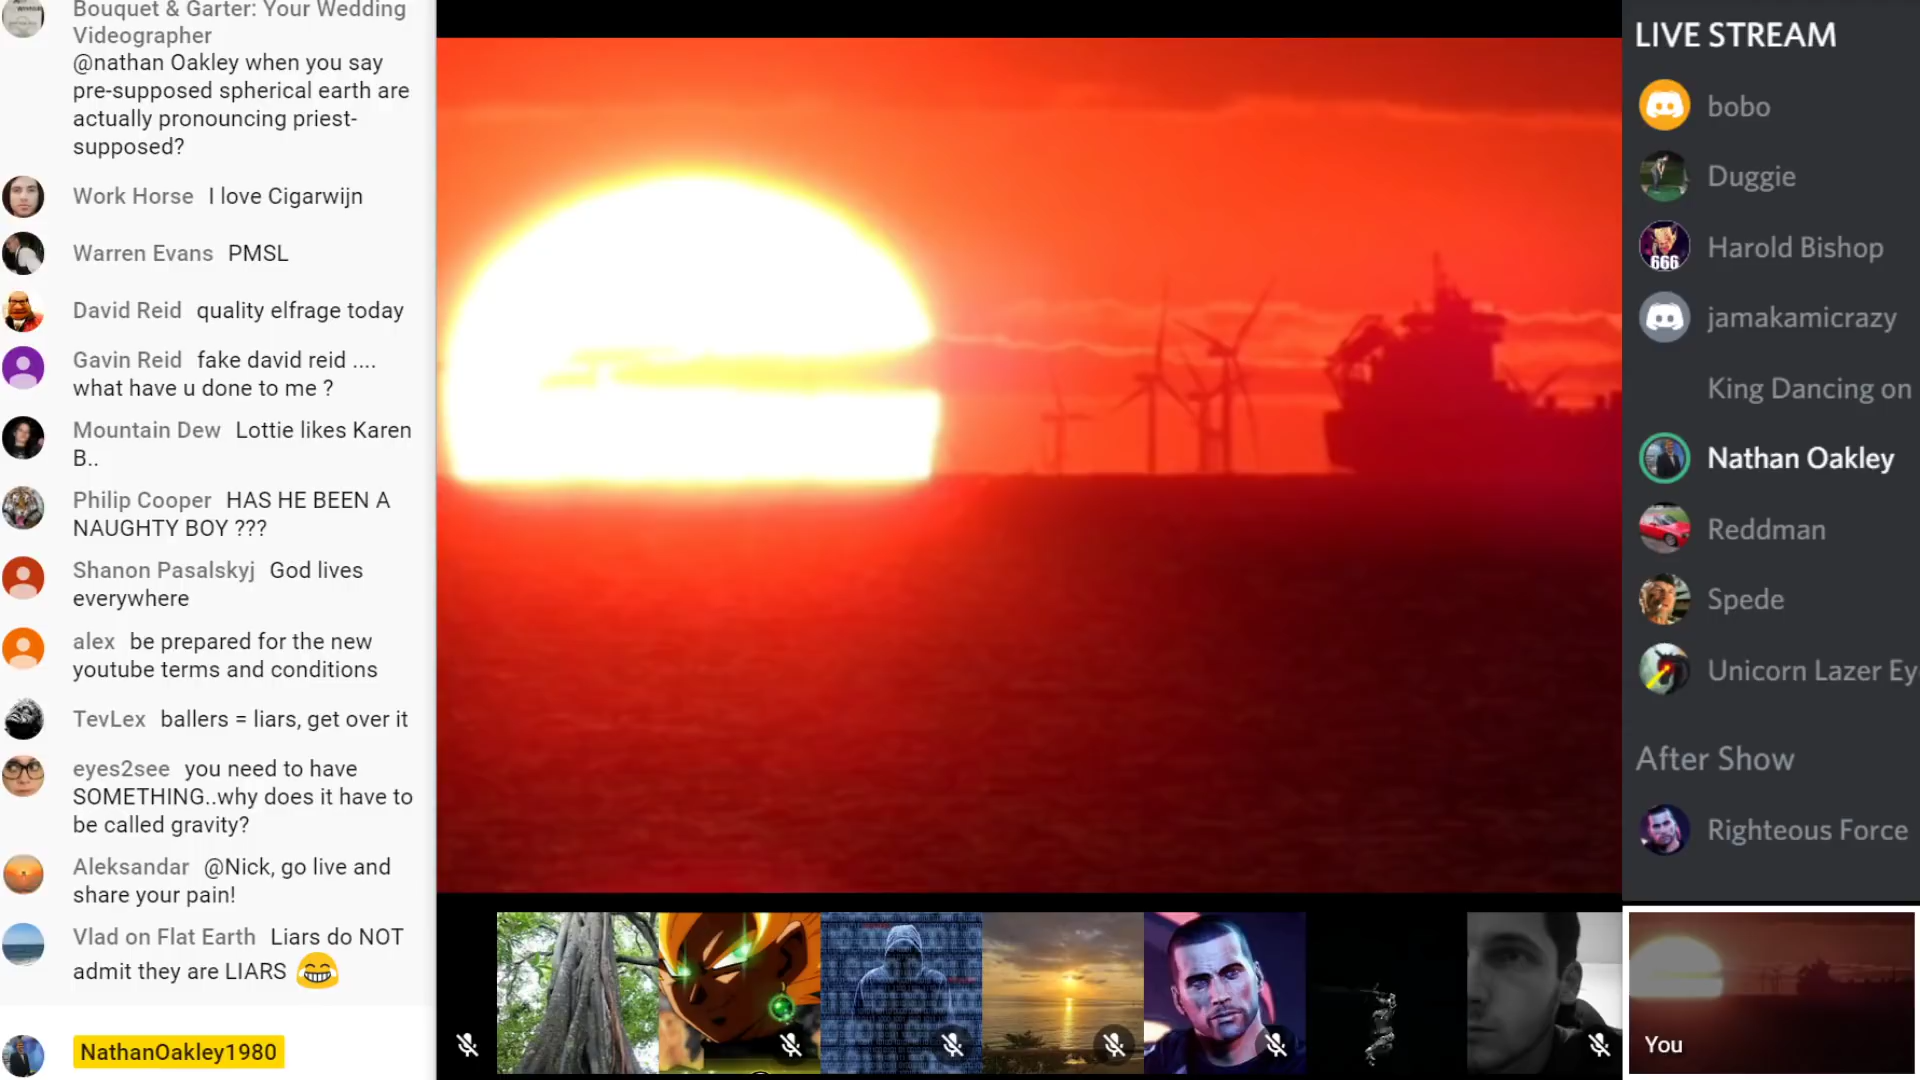 Bouquet & Garter: Your Wedding
Videographer
@nathan Oakley when you say
pre-supposed spherical earth are
actually pronouncing priest-
supposed?
Work Horse I love Cigarwijn
Warren Evans PMSL
David Reid quality elfrage today
Gavin Reid fake david reid ....
what have u done to me ?
Mountain Dew Lottie likes Karen
B..
Philip Cooper HAS HE BEEN A
NAUGHTY BOY ???
Shanon Pasalskyj God lives
everywhere
alex be prepared for the new
youtube terms and conditions
TevLex ballers = liars, get over it
eyes2see you need to have
SOMETHING..why does it have to
be called gravity?
Aleksandar @Nick, go live and
share your pain!
Vlad on Flat Earth Liars do NOT
admit they are LIARS 😂
NathanOakley1980
LIVE STREAM
bobo
Duggie
Harold Bishop
666
jamakamicrazy
King Dancing on
Nathan Oakley
Reddman
Spede
Unicorn Lazer Ey
After Show
Righteous Force
You